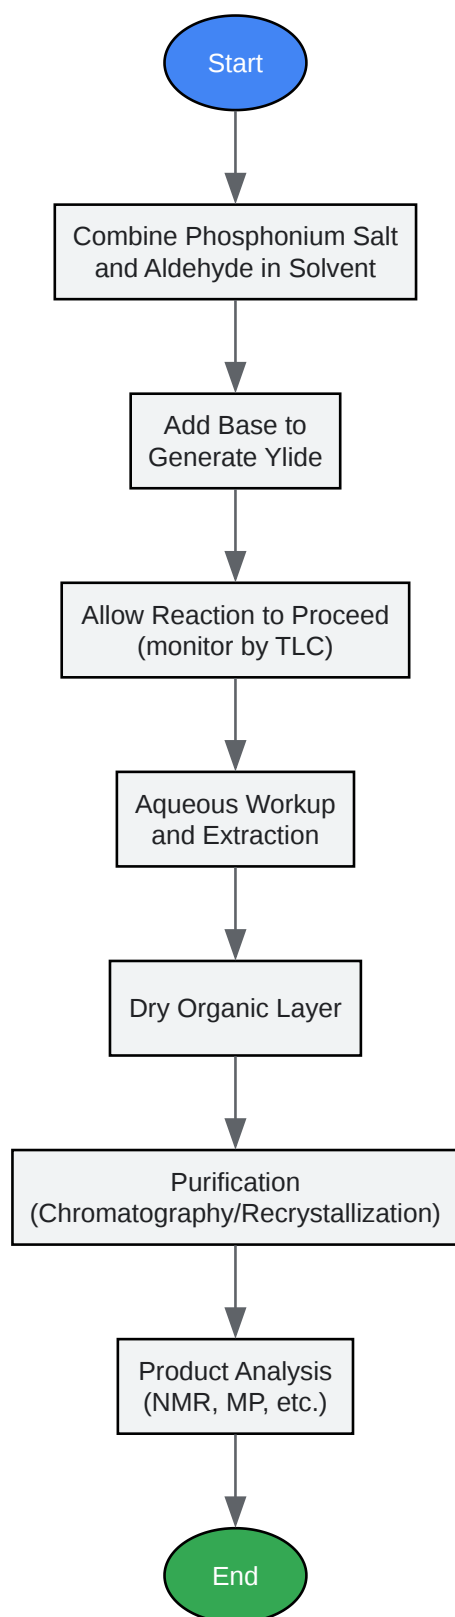 Start
Combine Phosphonium Salt
and Aldehyde in Solvent
Add Base to
Generate Ylide
Allow Reaction to Proceed
(monitor by TLC)
Aqueous Workup
and Extraction
Dry Organic Layer
Purification
(Chromatography/Recrystallization)
Product Analysis
(NMR, MP, etc.)
End